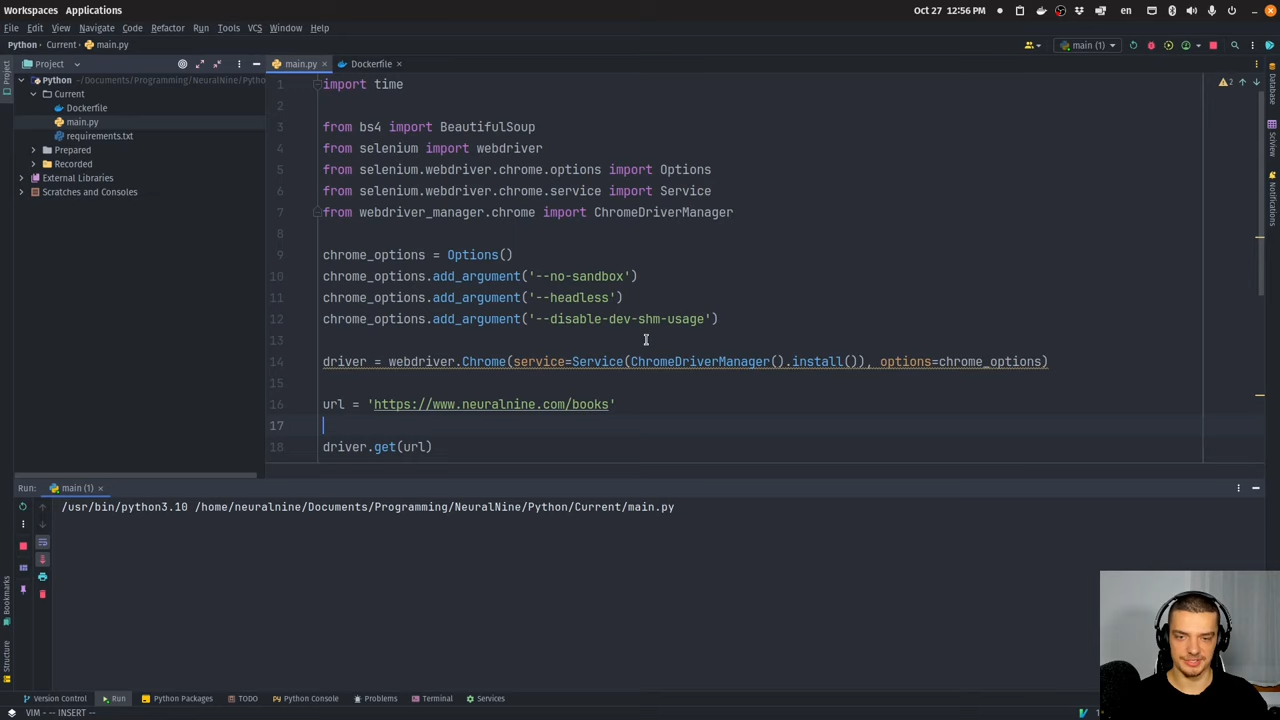 Workspaces Applications Oct 27 12:56 PM en
File Edit View Navigate Code Refactor Run Tools VCS Window Help
Python Current main.py main (1)
Project
main.py
Dockerfile
Python ~/Documents/Programming/NeuralNine/Pytho
Current
Dockerfile
main.py
requirements.txt
Prepared
Recorded
External Libraries
Scratches and Consoles
1 import time
2
3 from bs4 import BeautifulSoup
4 from selenium import webdriver
5 from selenium.webdriver.chrome.options import Options
6 from selenium.webdriver.chrome.service import Service
7 from webdriver_manager.chrome import ChromeDriverManager
8
9 chrome_options = Options()
10 chrome_options.add_argument('--no-sandbox')
11 chrome_options.add_argument('--headless')
12 chrome_options.add_argument('--disable-dev-shm-usage')
13
14 driver = webdriver.Chrome(service=Service(ChromeDriverManager().install()), options=chrome_options)
15
16 url = 'https://www.neuralnine.com/books'
17
18 driver.get(url)
2
Project
Bookmarks
Structure
Database
SciView
Notifications
Run: main (1)
/usr/bin/python3.10 /home/neuralnine/Documents/Programming/NeuralNine/Python/Current/main.py
Version Control Run Python Packages TODO Python Console Problems Terminal Services
VIM -- INSERT --